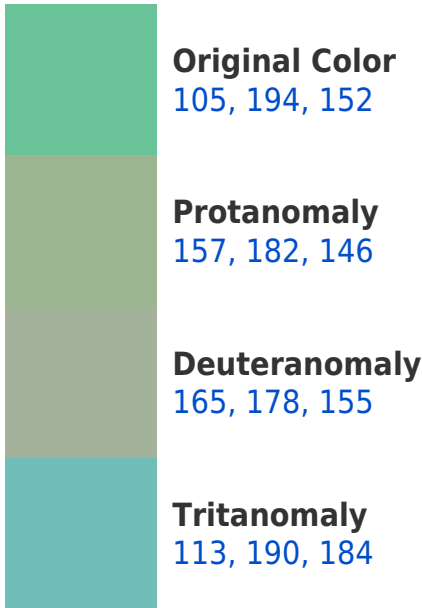 Original Color
105, 194, 152
Protanomaly
157, 182, 146
Deuteranomaly
165, 178, 155
Tritanomaly
113, 190, 184